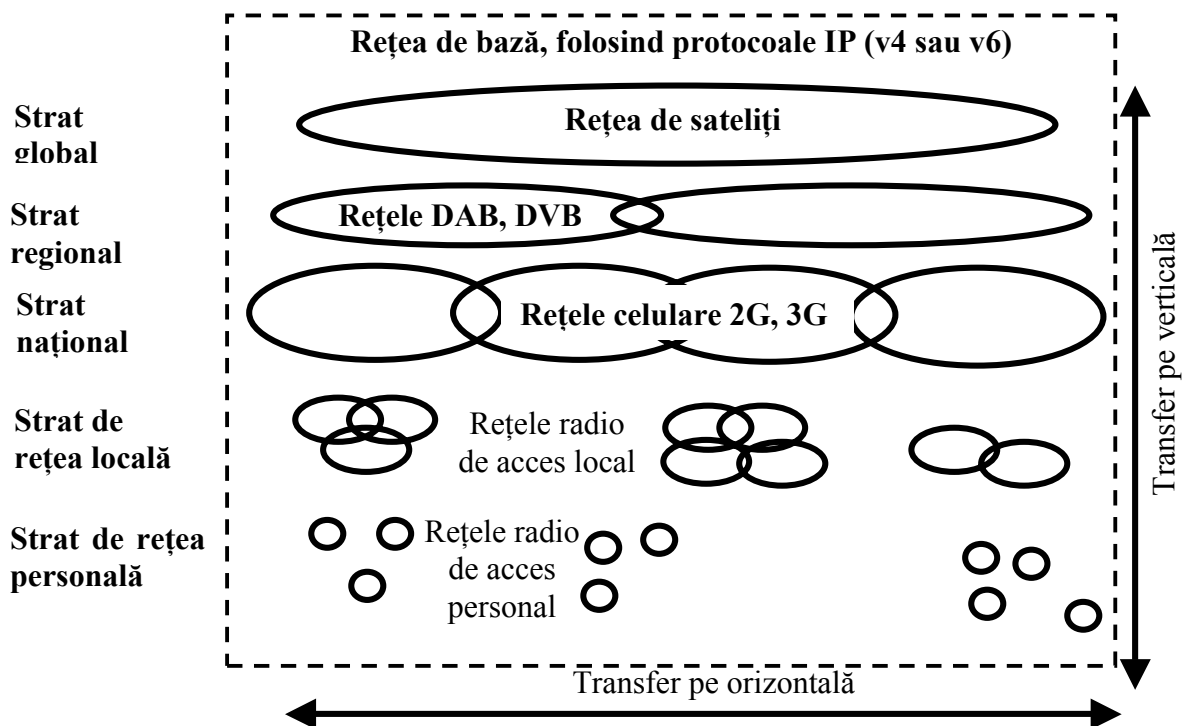 Rețea de bază, folosind protocoale IP (v4 sau v6)
Strat
global
Rețea de sateliți
Strat
regional
Rețele DAB, DVB
Strat
național
Rețele celulare 2G, 3G
Strat de
rețea locală
Rețele radio
de acces local
Strat de rețea
personală
Rețele radio
de acces
personal
Transfer pe verticală
Transfer pe orizontală